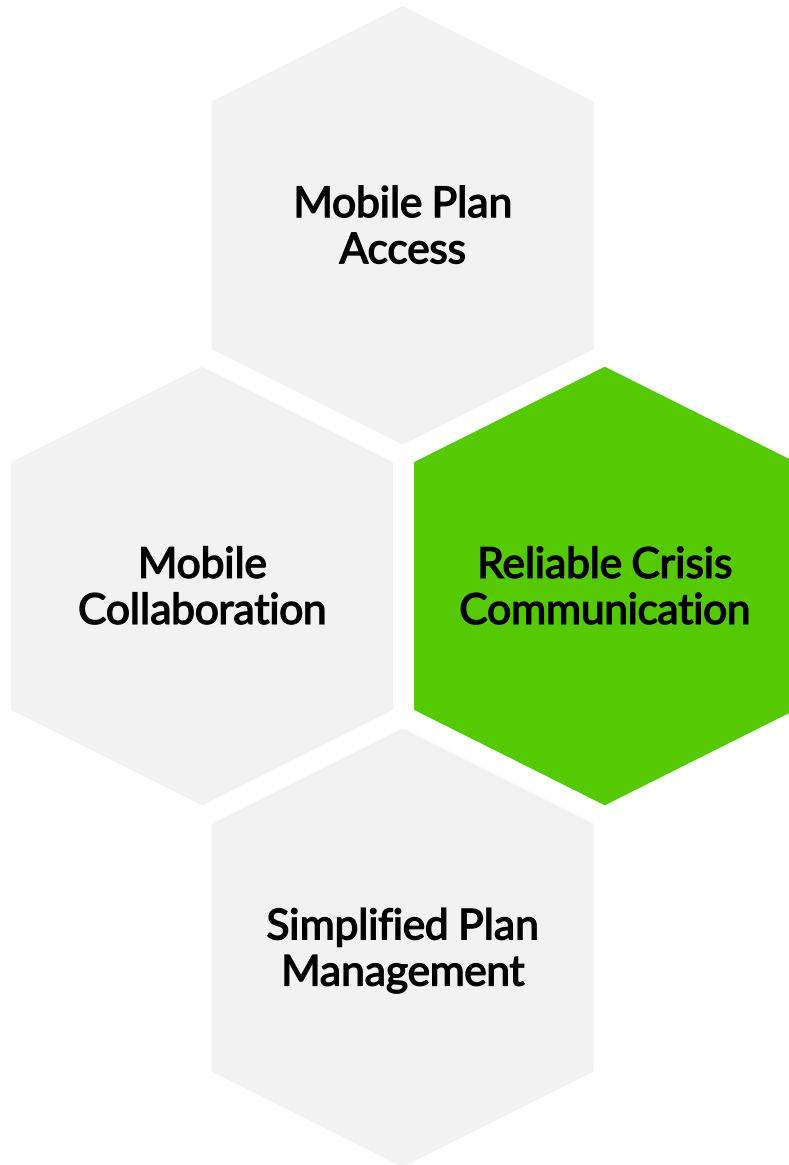 Mobile Plan
Access
Mobile
Collaboration
Reliable Crisis
Communication
Simplified Plan
Management